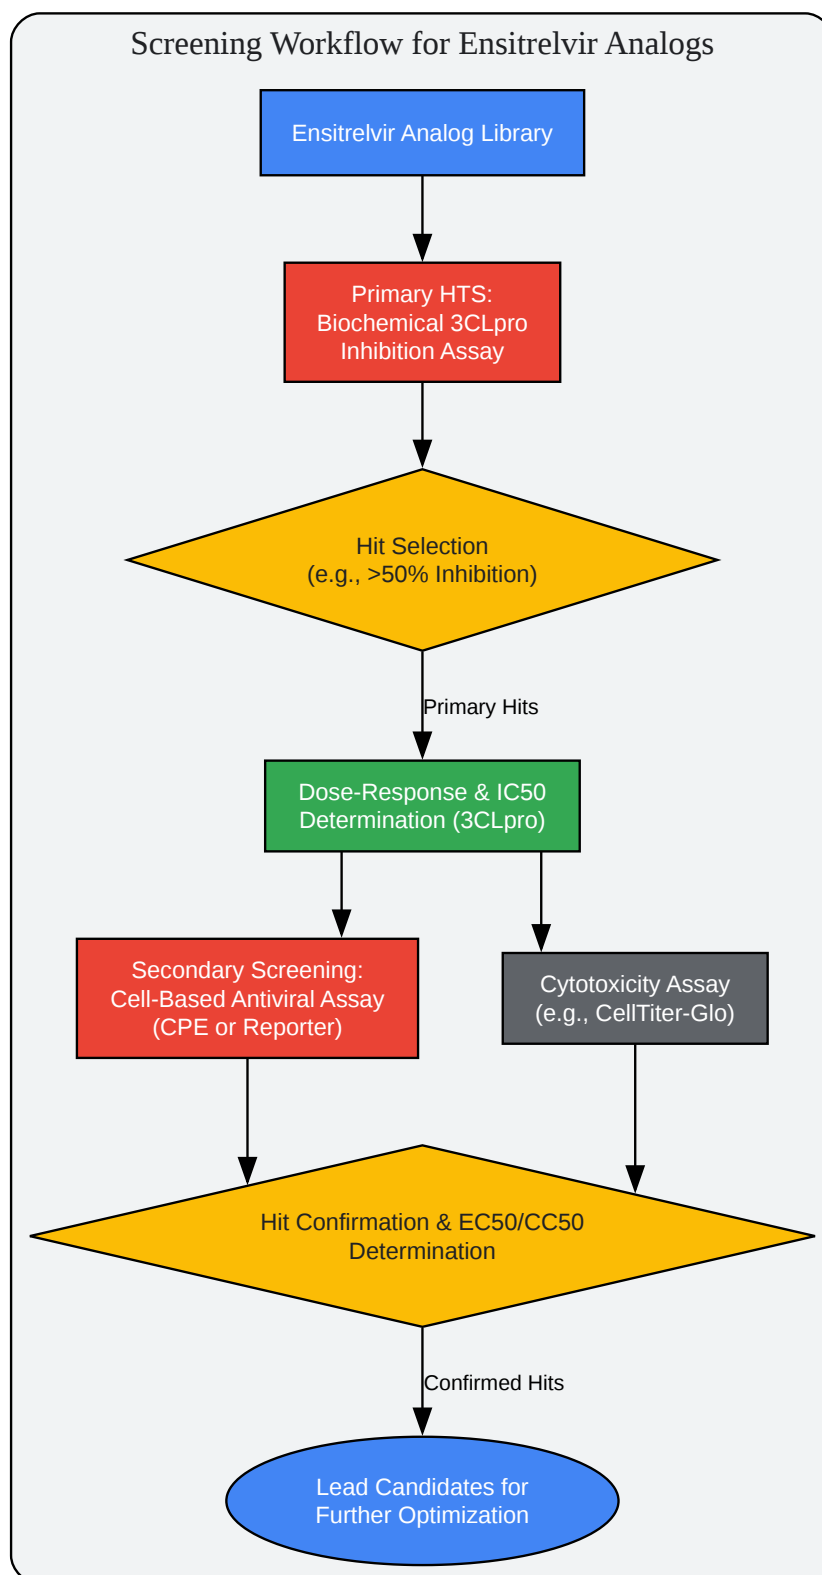 Screening Workflow for Ensitrelvir Analogs
Ensitrelvir Analog Library
Primary HTS:
Biochemical 3CLpro
Inhibition Assay
Hit Selection
(e.g., >50% Inhibition)
Primary Hits
Dose-Response & IC50
Determination (3CLpro)
Secondary Screening:
Cell-Based Antiviral Assay
(CPE or Reporter)
Cytotoxicity Assay
(e.g., CellTiter-Glo)
Hit Confirmation & EC50/CC50
Determination
Confirmed Hits
Lead Candidates for
Further Optimization